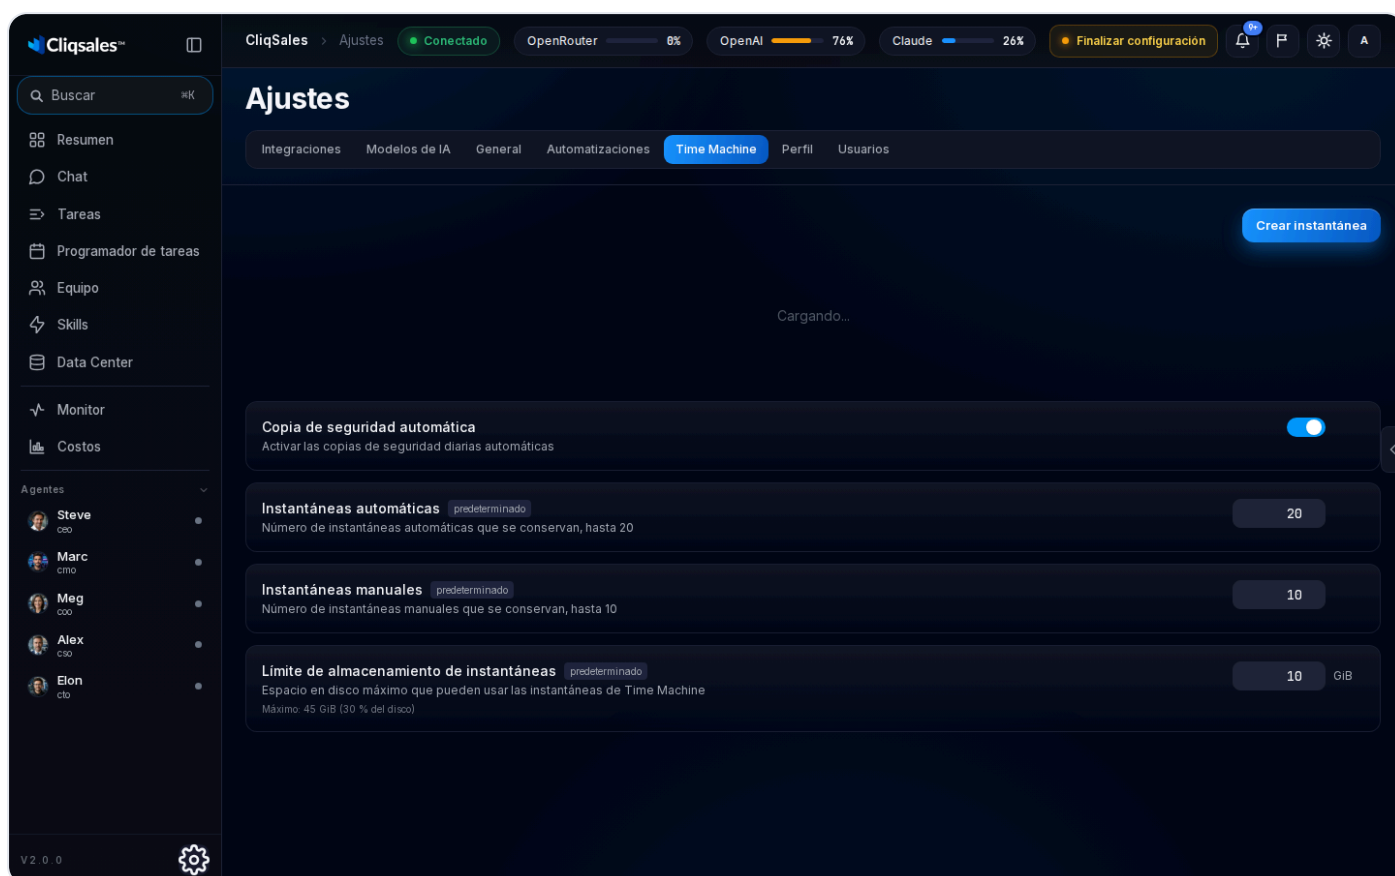 Cliqsales™
Buscar ⌘K
Resumen
Chat
Tareas
Programador de tareas
Equipo
Skills
Data Center
Monitor
Costos
Agentes
Steve
ceo
Marc
cmo
Meg
coo
Alex
cso
Elon
cto
V2.0.0
CliqSales > Ajustes
Conectado
OpenRouter 0%
OpenAI 76%
Claude 26%
Finalizar configuración
9+
A
Ajustes
Integraciones Modelos de IA General Automatizaciones Time Machine Perfil Usuarios
Crear instantánea
Cargando...
Copia de seguridad automática
Activar las copias de seguridad diarias automáticas
Instantáneas automáticas predeterminado
Número de instantáneas automáticas que se conservan, hasta 20
20
Instantáneas manuales predeterminado
Número de instantáneas manuales que se conservan, hasta 10
10
Límite de almacenamiento de instantáneas predeterminado
Espacio en disco máximo que pueden usar las instantáneas de Time Machine
Máximo: 45 GiB (30 % del disco)
10 GiB